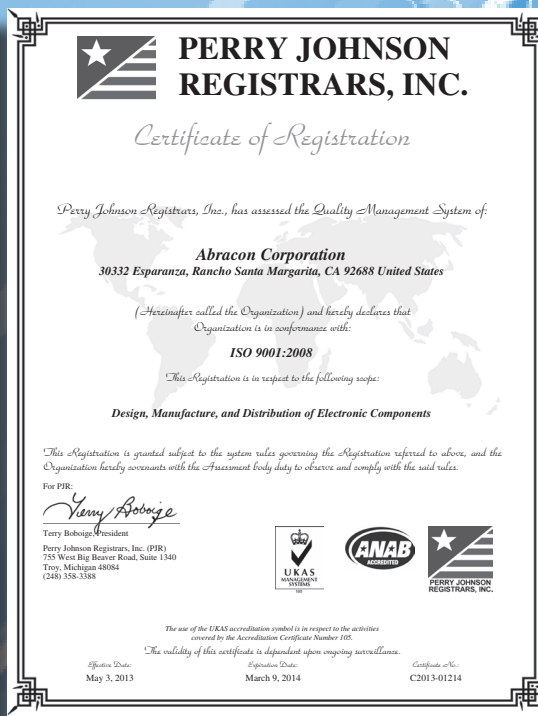 PERRY JOHNSON
REGISTRARS, INC.
Certificate of Registration
Perry Johnson Registrars, Inc., has assessed the Quality Management System of:
Abracon Corporation
30332 Esparanza, Rancho Santa Margarita, CA 92688 United States
(Hereinafter called the Organization) and hereby declares that
Organization is in conformance with:
ISO 9001:2008
This Registration is in respect to the following scope:
Design, Manufacture, and Distribution of Electronic Components
This Registration is granted subject to the system rules governing the Registration referred to above, and the
Organization hereby covenants with the Assessment body duty to observe and comply with the said rules.
For PJR:
Terry Boboige
Terry Boboige, President
Perry Johnson Registrars, Inc. (PJR)
755 West Big Beaver Road, Suite 1340
Troy, Michigan 48084
(248) 358-3388
UKAS
MANAGEMENT
SYSTEMS
ANAB
ACCREDITED
PERRY JOHNSON
REGISTRARS, INC.
The use of the UKAS accreditation symbol is in respect to the activities
covered by the Accreditation Certificate Number 105.
The validity of this certificate is dependent upon ongoing surveillance.
Effective Date: Expiration Date: Certificate No.:
May 3, 2013 March 9, 2014 C2013-01214